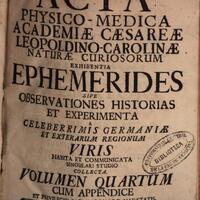 ACTA
PHYSICO-MEDICA
ACADEMIÆ CÆSAREÆ
LEOPOLDINO-CAROLINÆ
NATURÆ CURIOSORUM
EXHIBENTIA
EPHEMERIDES
SIVE
OBSERVATIONES HISTORIAS
ET EXPERIMENTA
A
CELEBERRIMIS GERMANIÆ
ET EXTERARUM REGIONUM
VIRIS
HABITA ET COMMUNICATA
SINGULARI STUDIO
COLLECTA.
VOLUMEN QUARTUM
CUM APPENDICE
BIBLIOTECA